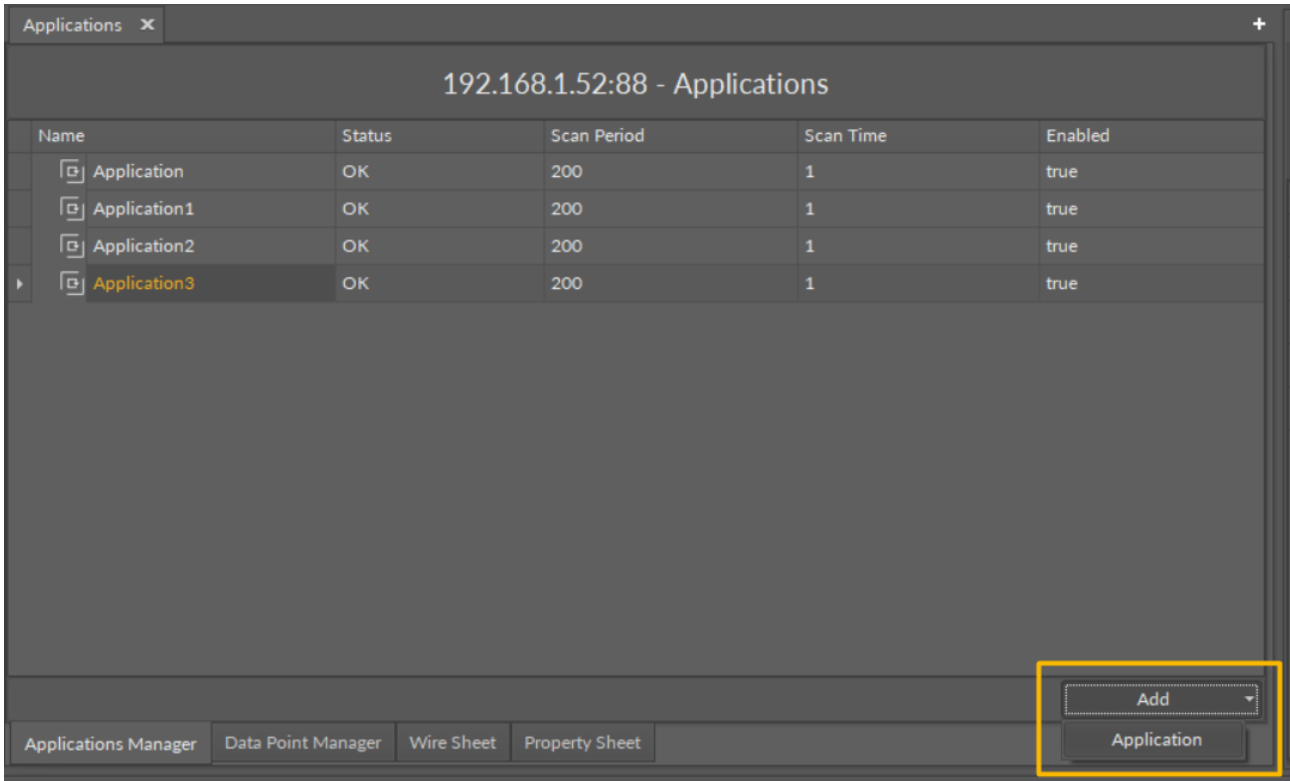 Applications
192.168.1.52:88 - Applications
Name Status Scan Period Scan Time Enabled
Application OK 200 1 true
Application1 OK 200 1 true
Application2 OK 200 1 true
Application3 OK 200 1 true
Add
Applications Manager Data Point Manager Wire Sheet Property Sheet Application